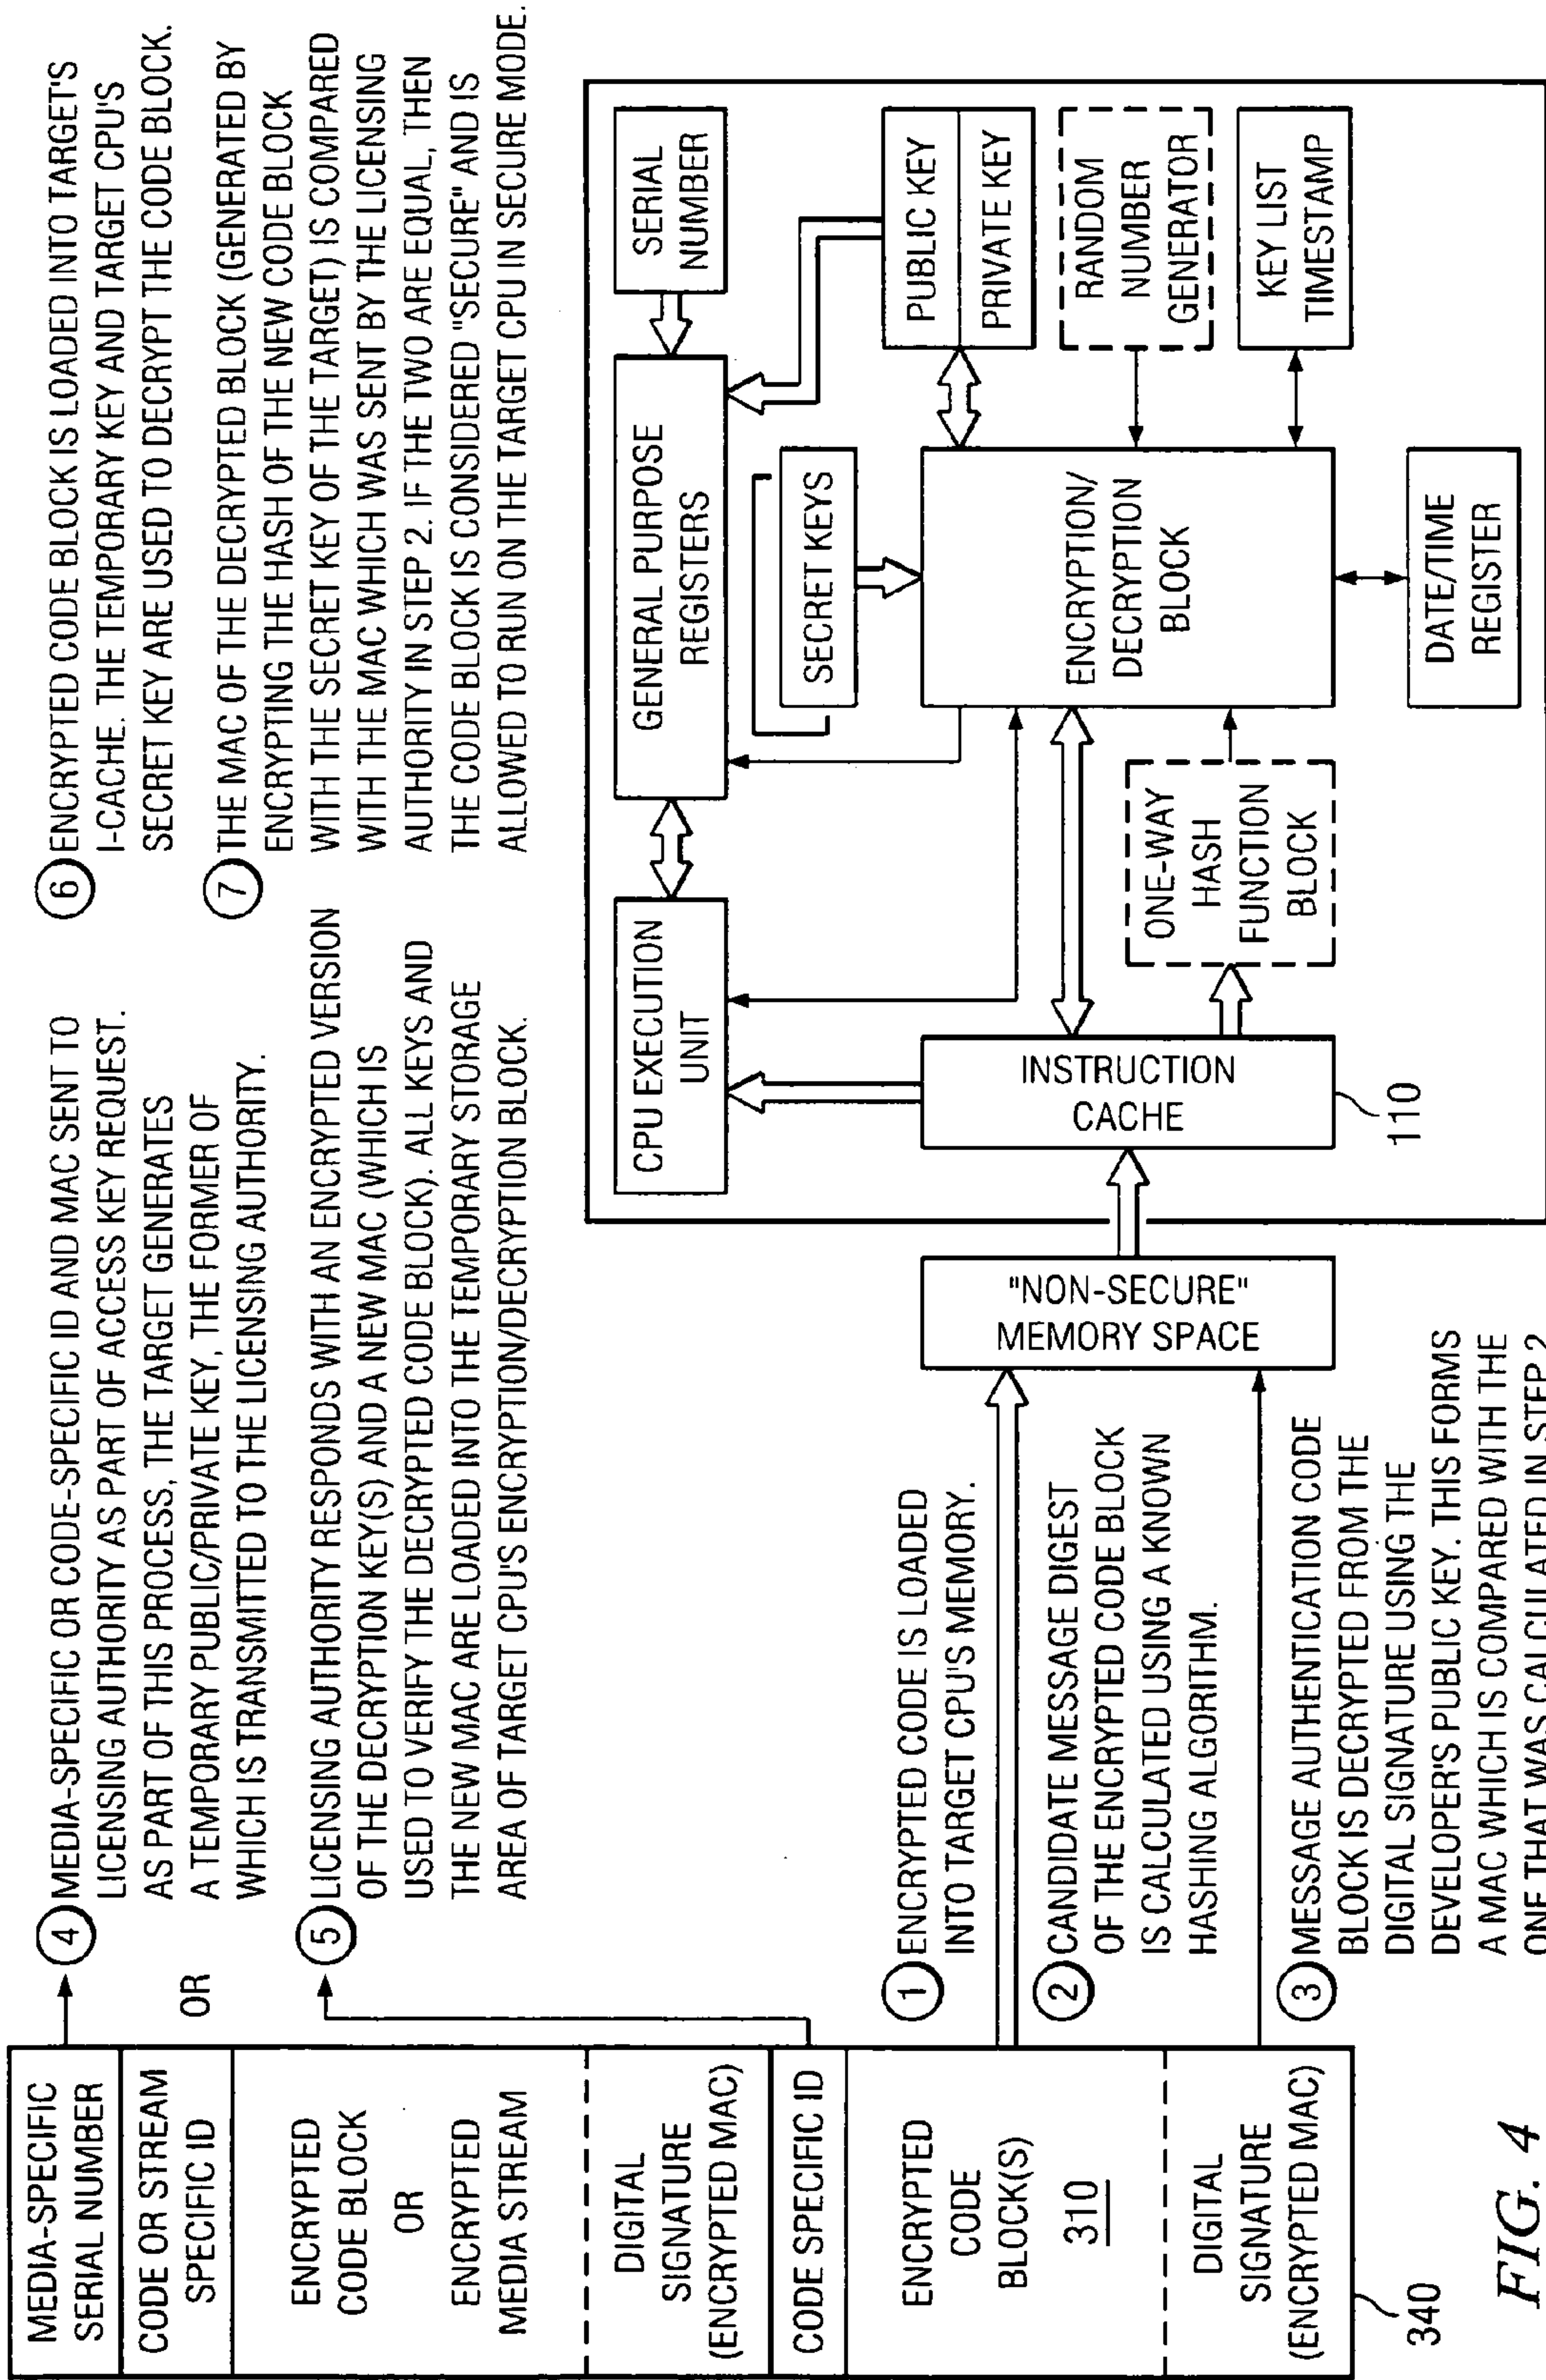 MEDIA-SPECIFIC
SERIAL NUMBER
CODE OR STREAM
SPECIFIC ID
ENCRYPTED
CODE BLOCK
OR
ENCRYPTED
MEDIA STREAM
DIGITAL
SIGNATURE
(ENCRYPTED MAC)
CODE SPECIFIC ID
ENCRYPTED
CODE
BLOCK(S)
310
DIGITAL
SIGNATURE
(ENCRYPTED MAC)
340
OR
4 MEDIA-SPECIFIC OR CODE-SPECIFIC ID AND MAC SENT TO
LICENSING AUTHORITY AS PART OF ACCESS KEY REQUEST.
AS PART OF THIS PROCESS, THE TARGET GENERATES
A TEMPORARY PUBLIC/PRIVATE KEY, THE FORMER OF
WHICH IS TRANSMITTED TO THE LICENSING AUTHORITY.
5 LICENSING AUTHORITY RESPONDS WITH AN ENCRYPTED VERSION
OF THE DECRYPTION KEY(S) AND A NEW MAC (WHICH IS
USED TO VERIFY THE DECRYPTED CODE BLOCK). ALL KEYS AND
THE NEW MAC ARE LOADED INTO THE TEMPORARY STORAGE
AREA OF TARGET CPU'S ENCRYPTION/DECRYPTION BLOCK.
6 ENCRYPTED CODE BLOCK IS LOADED INTO TARGET'S
I-CACHE. THE TEMPORARY KEY AND TARGET CPU'S
SECRET KEY ARE USED TO DECRYPT THE CODE BLOCK.
7 THE MAC OF THE DECRYPTED BLOCK (GENERATED BY
ENCRYPTING THE HASH OF THE NEW CODE BLOCK
WITH THE SECRET KEY OF THE TARGET) IS COMPARED
WITH THE MAC WHICH WAS SENT BY THE LICENSING
AUTHORITY IN STEP 2. IF THE TWO ARE EQUAL, THEN
THE CODE BLOCK IS CONSIDERED "SECURE" AND IS
ALLOWED TO RUN ON THE TARGET CPU IN SECURE MODE.
1 ENCRYPTED CODE IS LOADED
INTO TARGET CPU'S MEMORY.
2 CANDIDATE MESSAGE DIGEST
OF THE ENCRYPTED CODE BLOCK
IS CALCULATED USING A KNOWN
HASHING ALGORITHM.
3 MESSAGE AUTHENTICATION CODE
BLOCK IS DECRYPTED FROM THE
DIGITAL SIGNATURE USING THE
DEVELOPER'S PUBLIC KEY. THIS FORMS
A MAC WHICH IS COMPARED WITH THE
ONE THAT WAS CALCULATED IN STEP 2
"NON-SECURE"
MEMORY SPACE
CPU EXECUTION
UNIT
GENERAL PURPOSE
REGISTERS
SERIAL
NUMBER
SECRET KEYS
PUBLIC KEY
PRIVATE KEY
INSTRUCTION
CACHE
110
ONE-WAY
HASH
FUNCTION
BLOCK
ENCRYPTION/
DECRYPTION
BLOCK
RANDOM
NUMBER
GENERATOR
KEY LIST
TIMESTAMP
DATE/TIME
REGISTER
FIG. 4